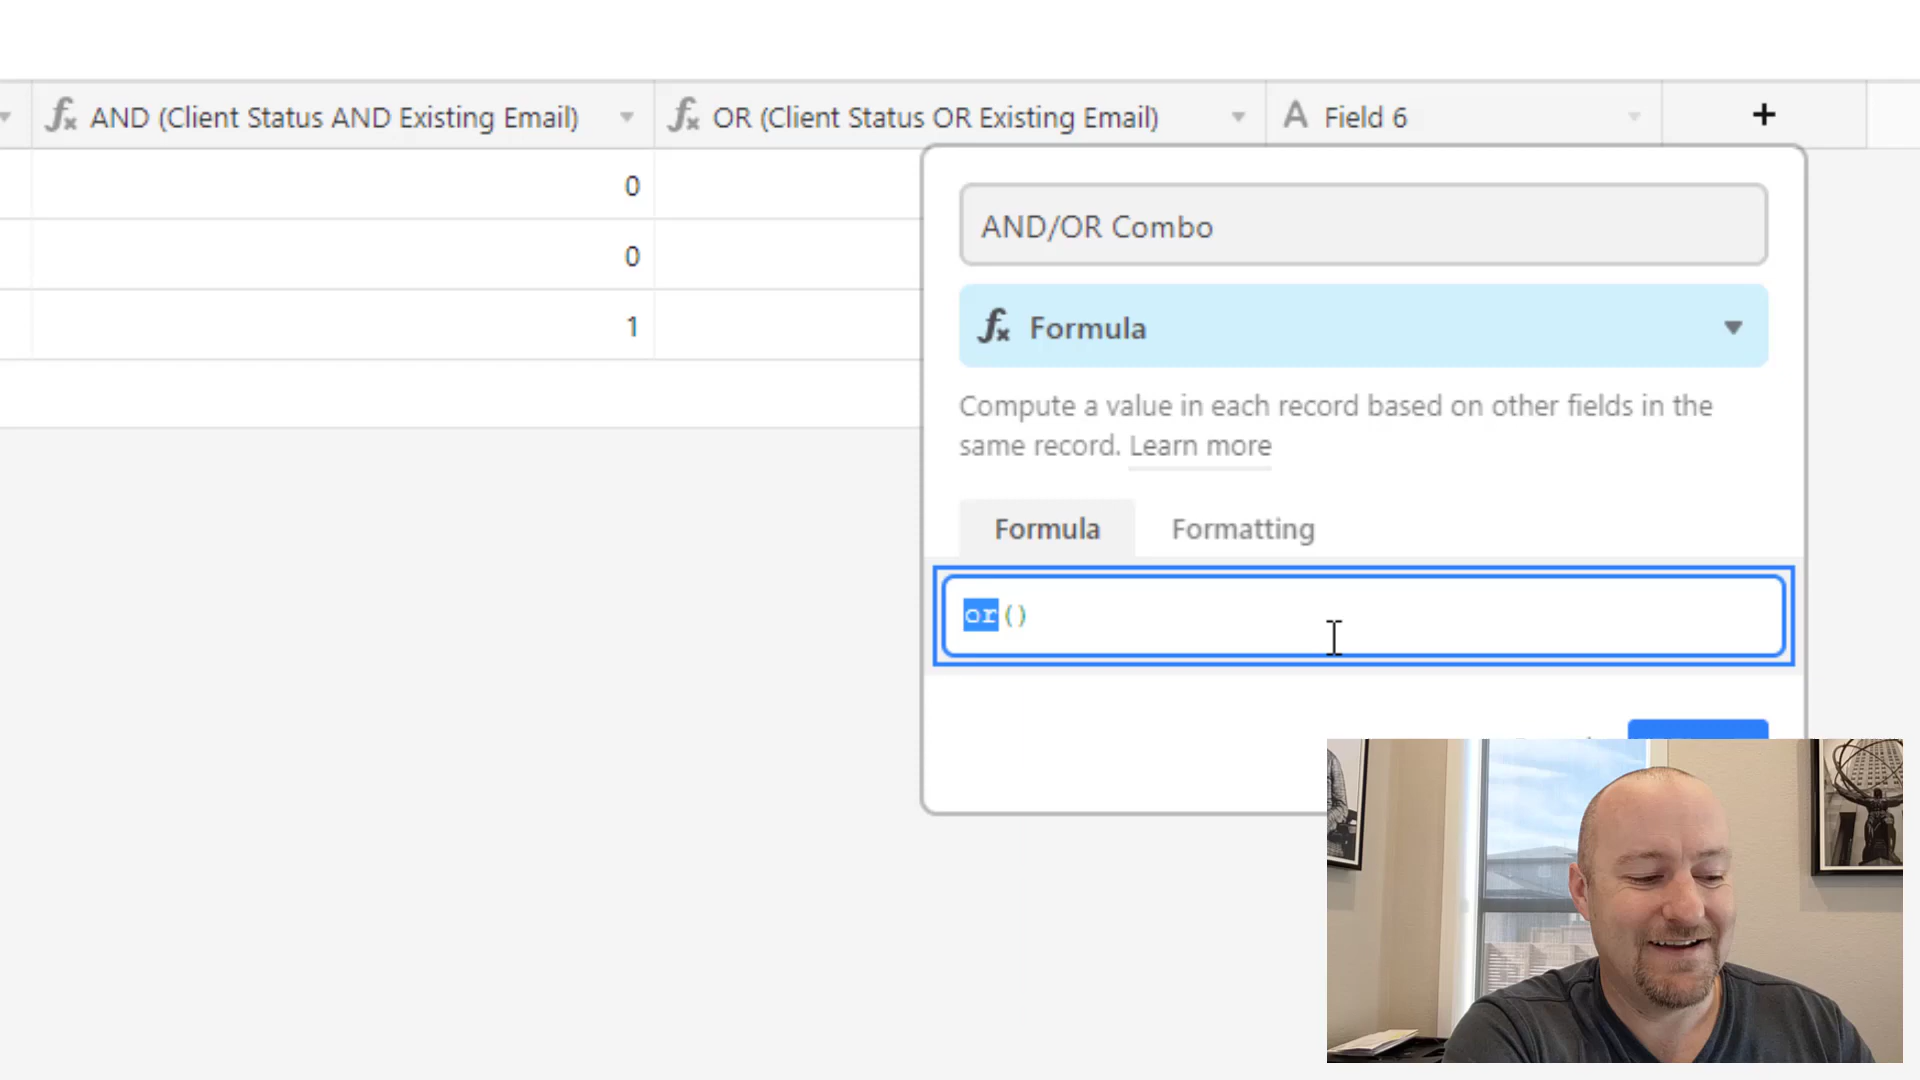 AND (Client Status AND Existing Email)
OR (Client Status OR Existing Email)
A Field 6
+
0
0
1
AND/OR Combo
fx Formula
Compute a value in each record based on other fields in the
same record. Learn more
Formula
Formatting
or()